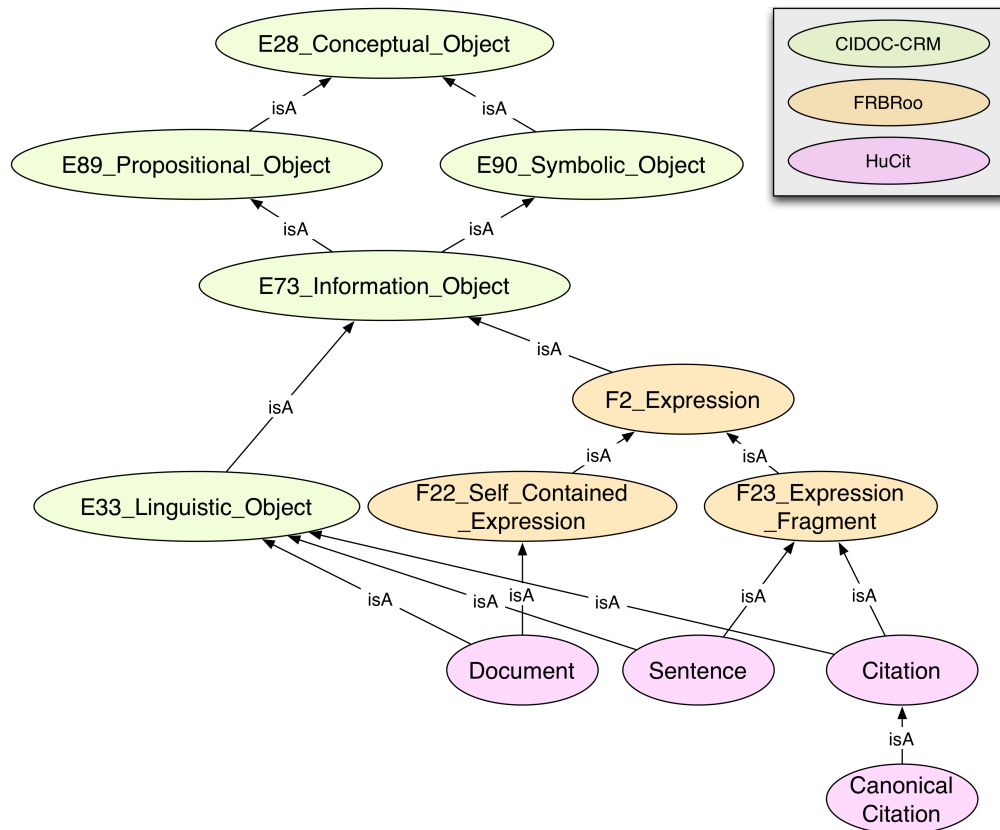 E28_Conceptual_Object
CIDOC-CRM
FRBRoo
HuCit
isA
isA
E89_Propositional_Object
E90_Symbolic_Object
isA
isA
E73_Information_Object
isA
F2_Expression
isA
isA
isA
E33_Linguistic_Object
F22_Self_Contained
_Expression
F23_Expression
_Fragment
isA
isA
isA
isA
isA
isA
Document
Sentence
Citation
isA
Canonical
Citation